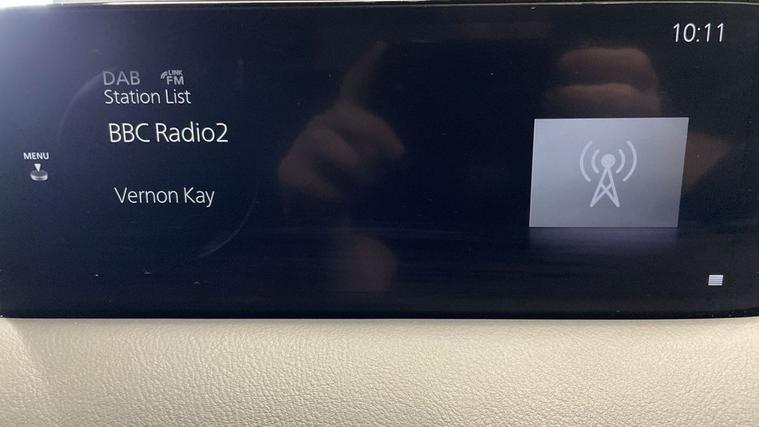 10:11
DAB LINK FM
Station List
BBC Radio2
MENU
Vernon Kay